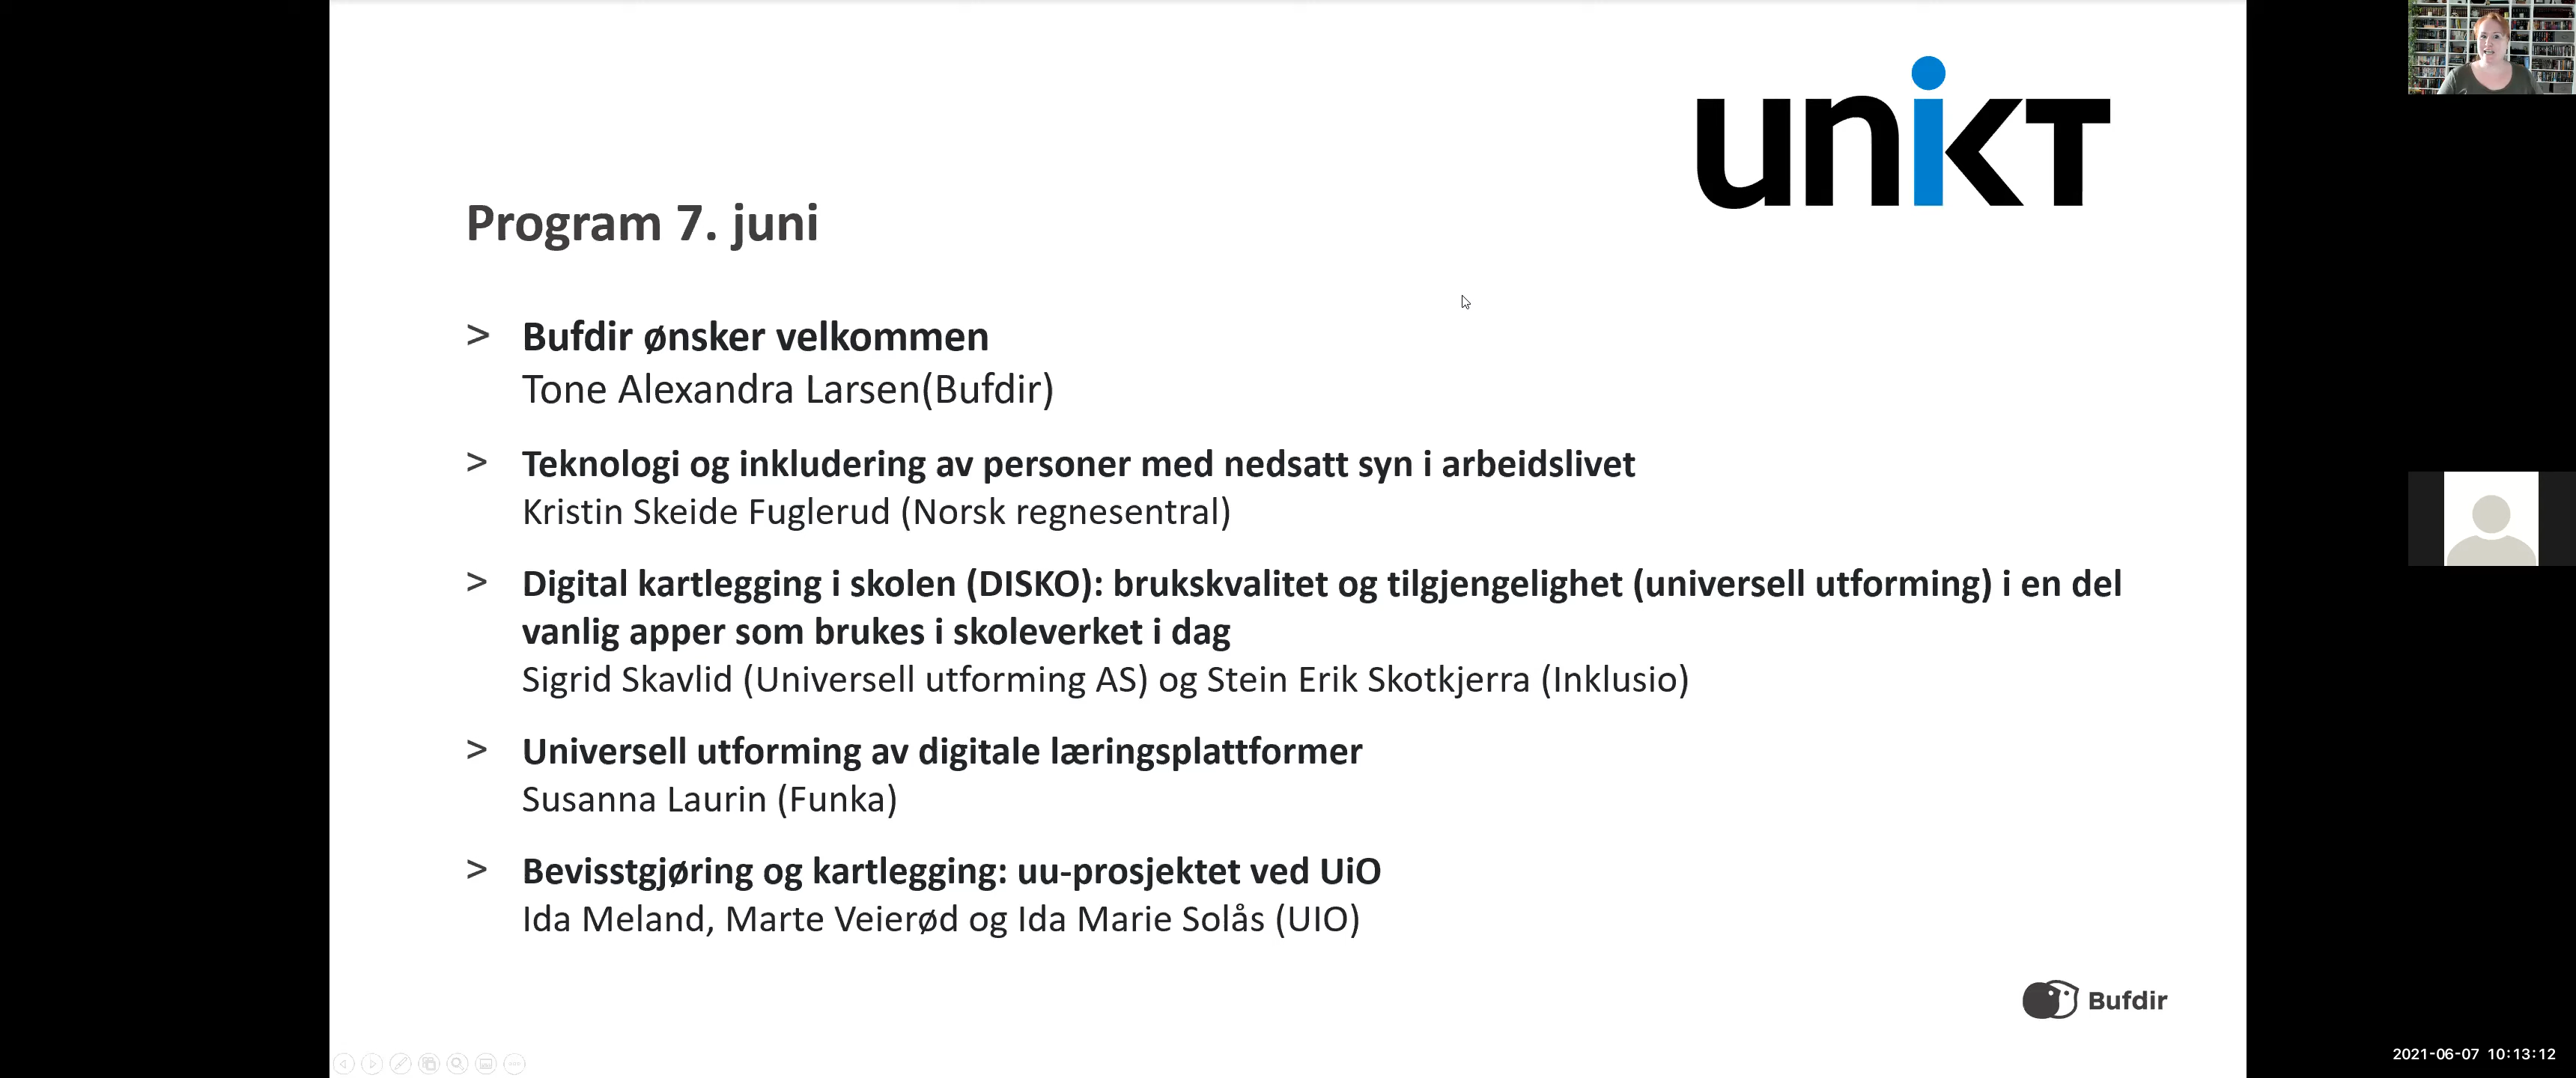 unikt
Program 7. juni
> Bufdir ønsker velkommen
Tone Alexandra Larsen(Bufdir)
> Teknologi og inkludering av personer med nedsatt syn i arbeidslivet
Kristin Skeide Fuglerud (Norsk regnesentral)
> Digital kartlegging i skolen (DISKO): brukskvalitet og tilgjengelighet (universell utforming) i en del
vanlig apper som brukes i skoleverket i dag
Sigrid Skavlid (Universell utforming AS) og Stein Erik Skotkjerra (Inklusio)
> Universell utforming av digitale læringsplattformer
Susanna Laurin (Funka)
> Bevisstgjøring og kartlegging: uu-prosjektet ved UiO
Ida Meland, Marte Veierød og Ida Marie Solås (UIO)
Bufdir
2021-06-07 10:13:12